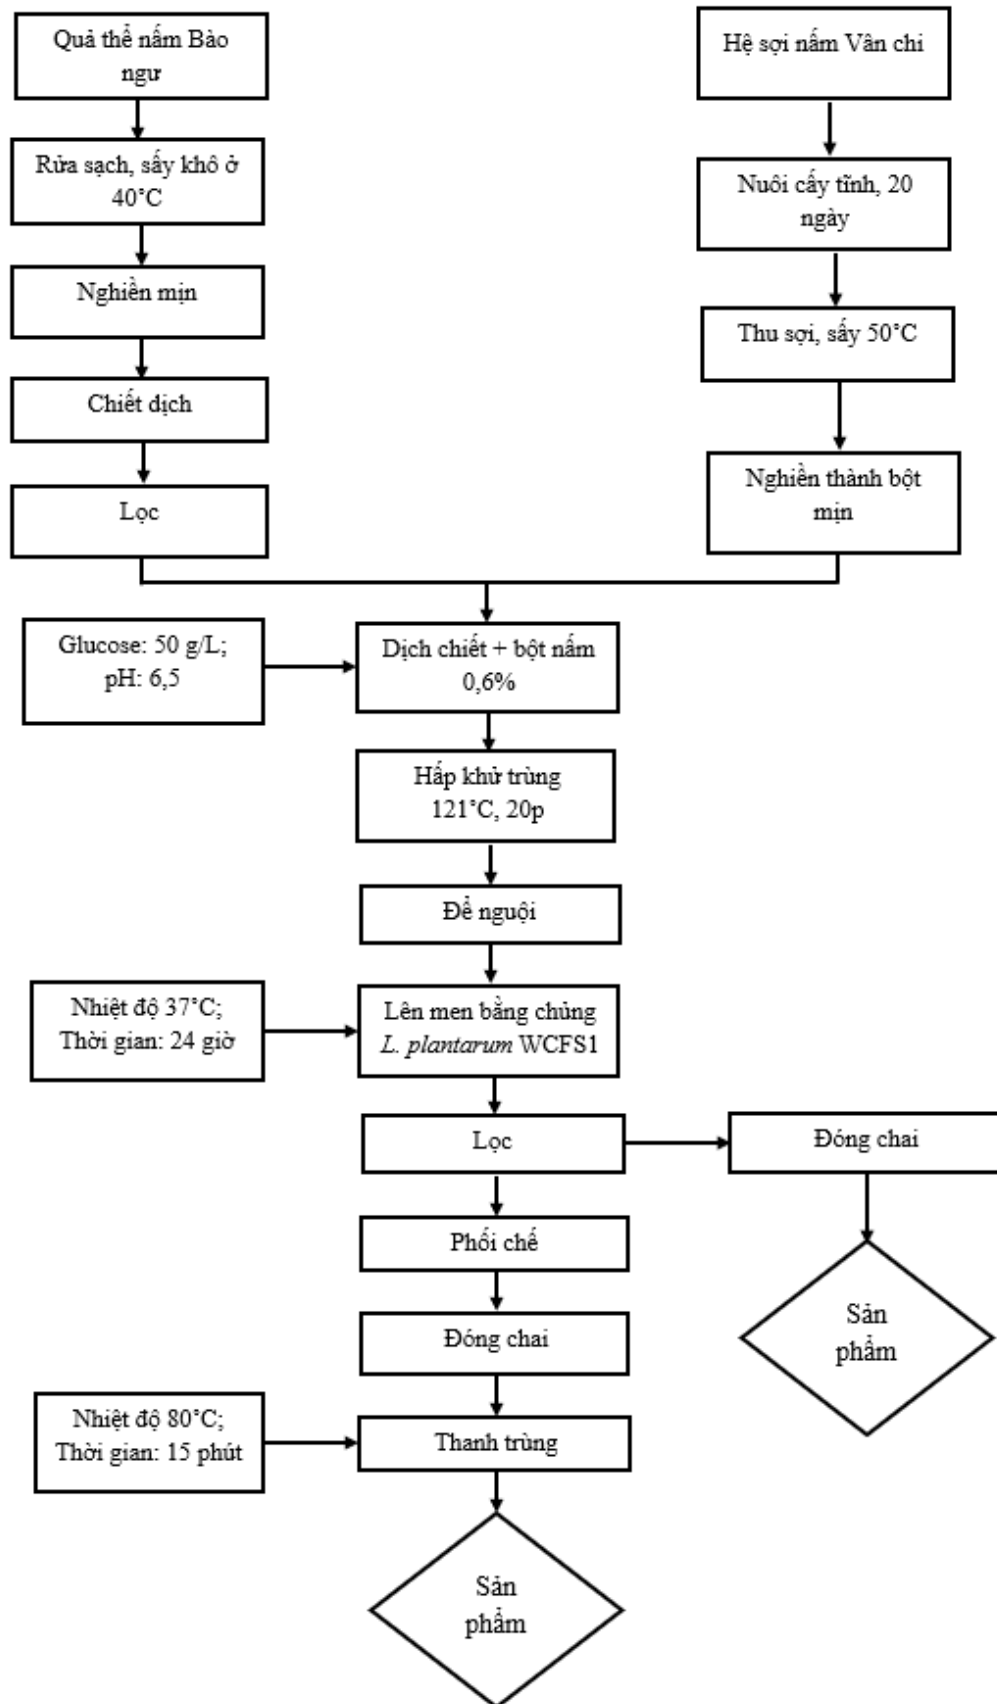 Quả thể nấm Bào
ngư
Rửa sạch, sấy khô ở
40˚C
Nghiền mịn
Chiết dịch
Lọc
Hệ sợi nấm Vân chi
Nuôi cấy tĩnh, 20
ngày
Thu sợi, sấy 50˚C
Nghiền thành bột
mịn
Glucose: 50 g/L;
pH: 6,5
Dịch chiết + bột nấm
0,6%
Hấp khử trùng
121˚C, 20p
Để nguội
Nhiệt độ 37˚C;
Thời gian: 24 giờ
Lên men bằng chủng
L. plantarum WCFS1
Lọc
Đóng chai
Sản
phẩm
Phối chế
Đóng chai
Nhiệt độ 80˚C;
Thời gian: 15 phút
Thanh trùng
Sản
phẩm